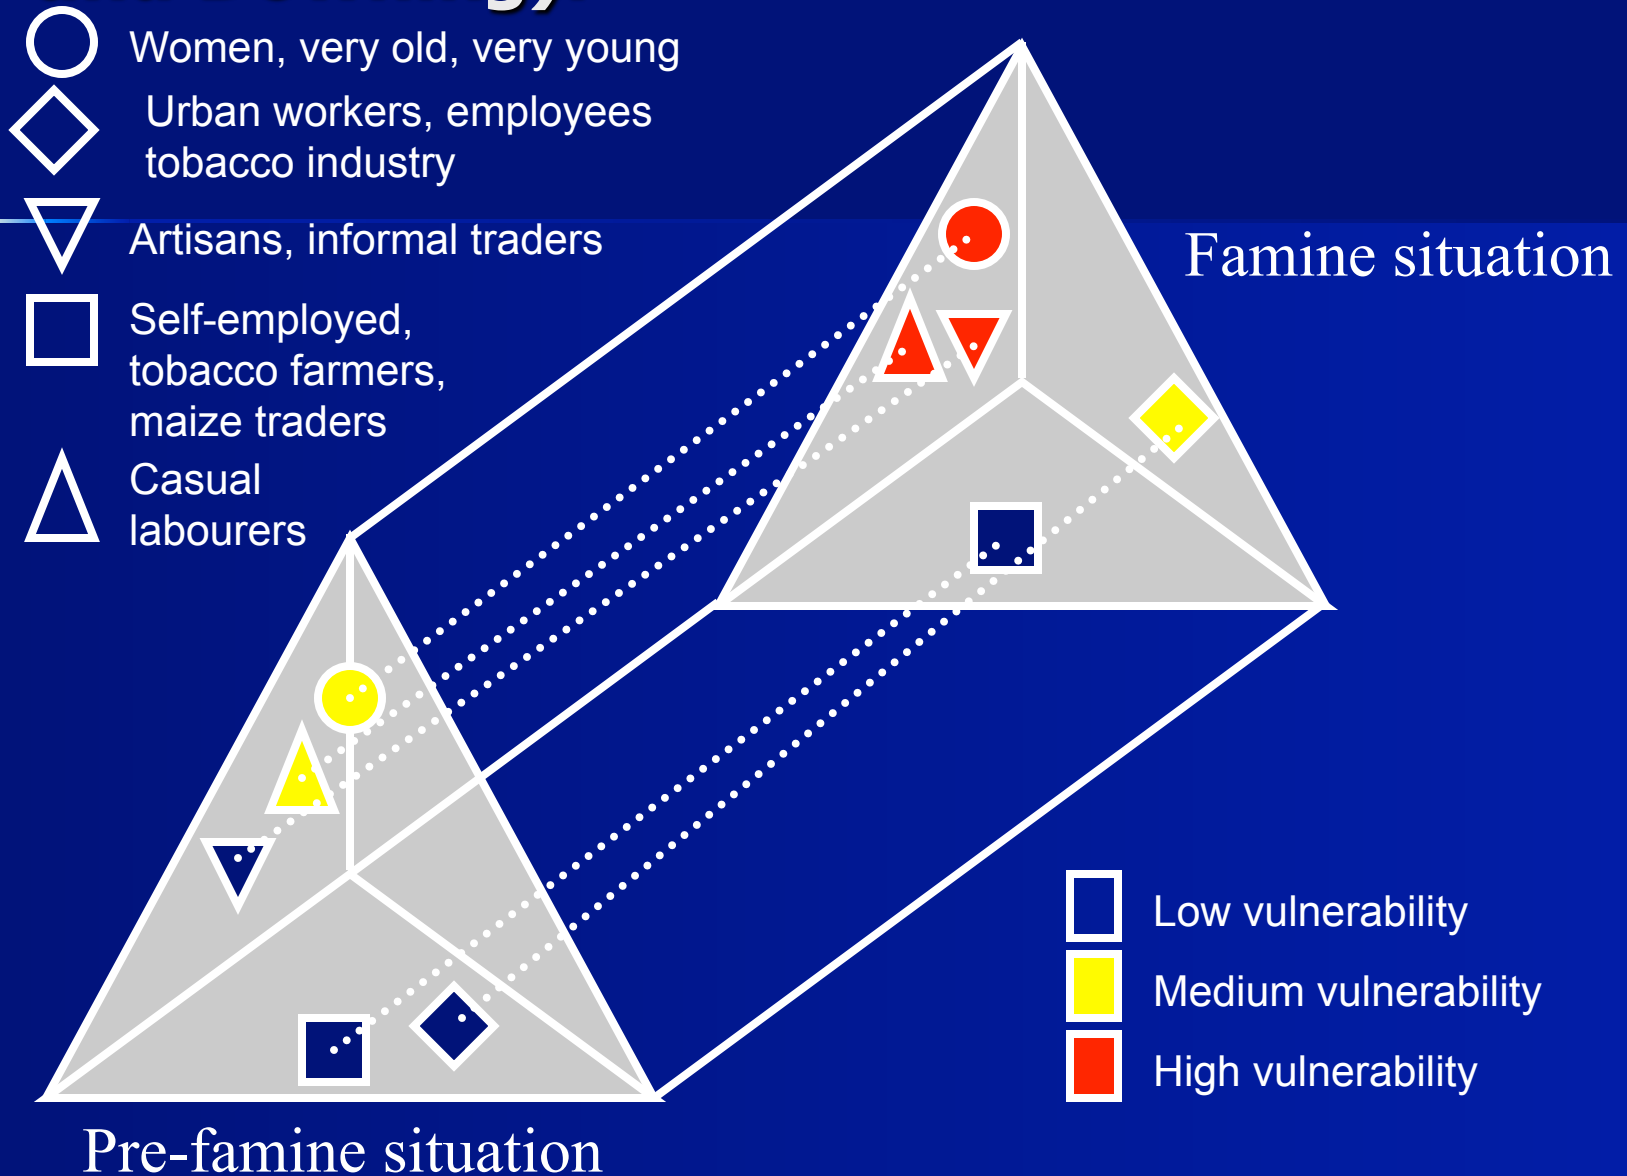 Women, very old, very young
Urban workers, employees
tobacco industry
Artisans, informal traders
Self-employed,
tobacco farmers,
maize traders
Casual
labourers
Famine situation
Low vulnerability
Medium vulnerability
High vulnerability
Pre-famine situation